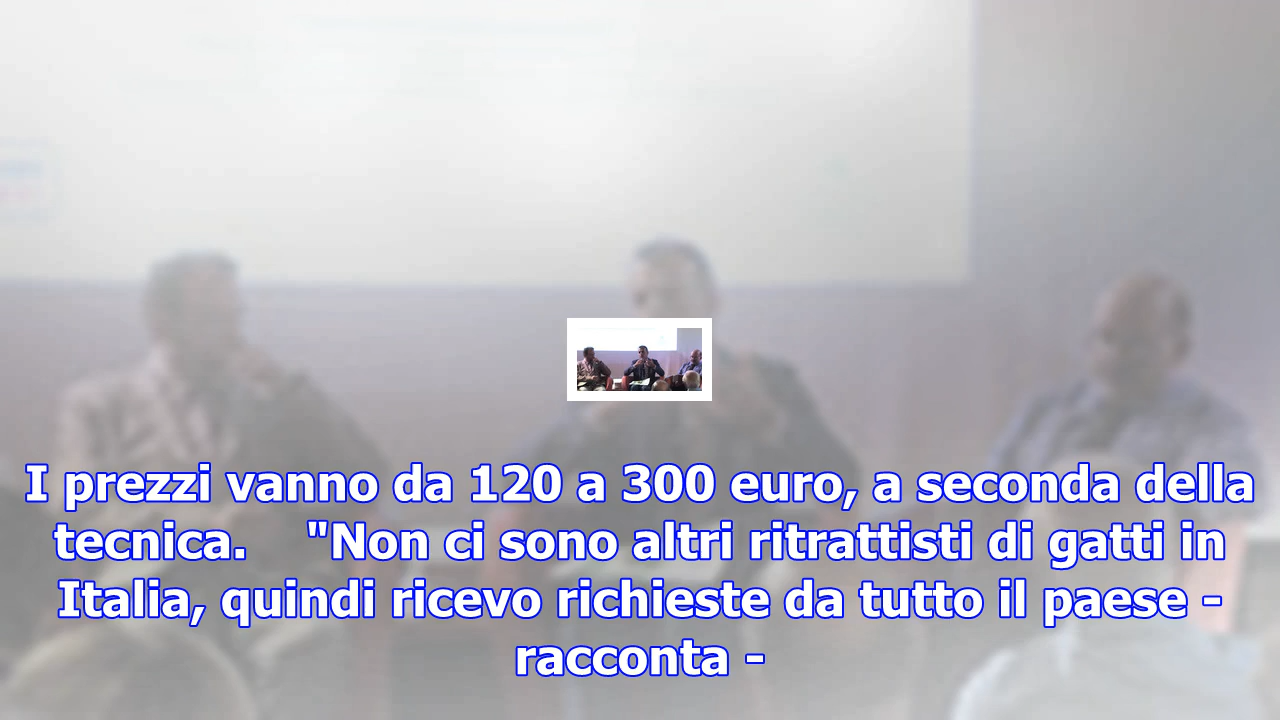 I prezzi vanno da 120 a 300 euro, a seconda della
tecnica.    "Non ci sono altri ritrattisti di gatti in
Italia, quindi ricevo richieste da tutto il paese -
racconta -